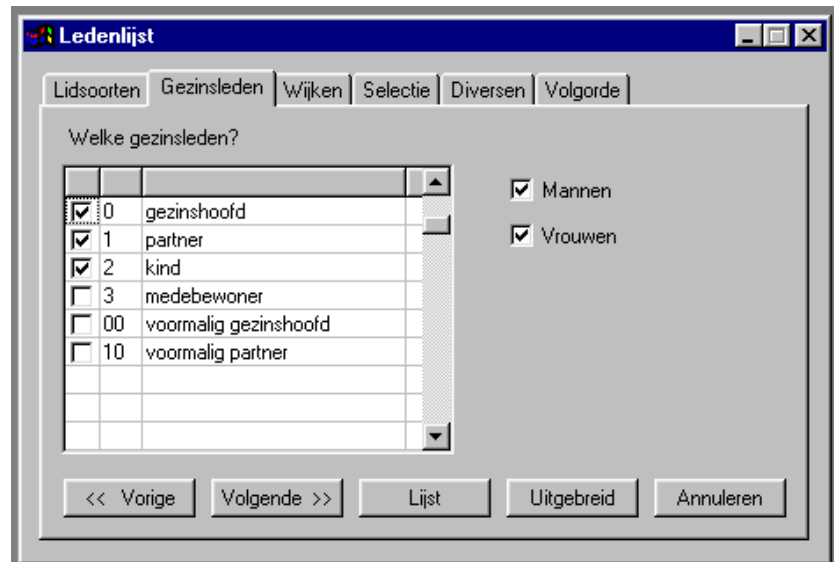 Ledenlijst
Lidsoorten Gezinsleden Wijken Selectie Diversen Volgorde
Welke gezinsleden?
0 gezinshoofd
1 partner
2 kind
3 medebewoner
00 voormalig gezinshoofd
10 voormalig partner
Mannen
Vrouwen
<< Vorige Volgende >> Lijst Uitgebreid Annuleren